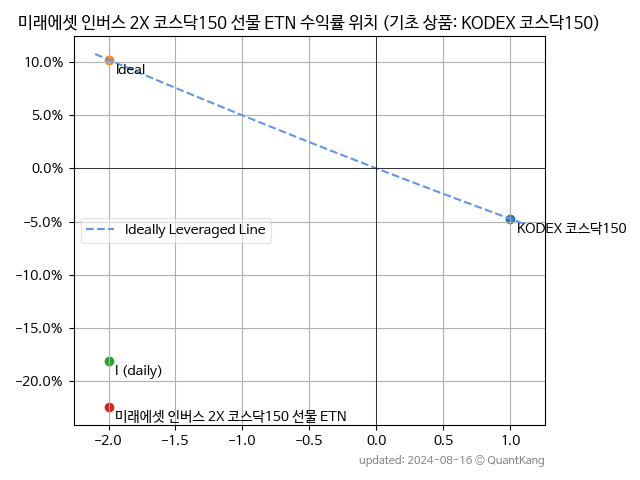 미래에셋 인버스 2X 코스닥150 선물 ETN 수익률 위치 (기초 상품: KODEX 코스닥150)
10.0%
Ideal
5.0%
0.0%
−5.0%
KODEX 코스닥150
Ideally Leveraged Line
−10.0%
−15.0%
I (daily)
−20.0%
미래에셋 인버스 2X 코스닥150 선물 ETN
−2.0 −1.5 −1.0 −0.5 0.0 0.5 1.0
updated: 2024-08-16 © QuantKang